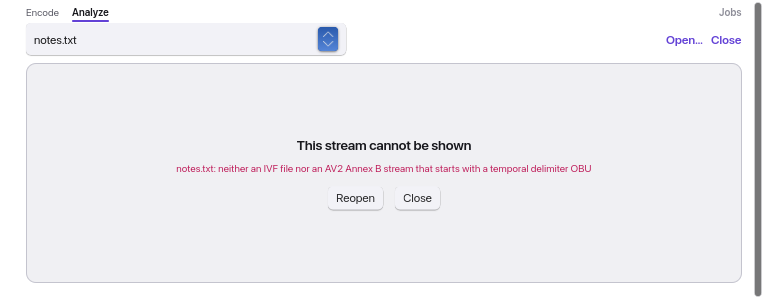 Encode Analyze Jobs
notes.txt Open... Close
This stream cannot be shown
notes.txt: neither an IVF file nor an AV2 Annex B stream that starts with a temporal delimiter OBU
Reopen Close